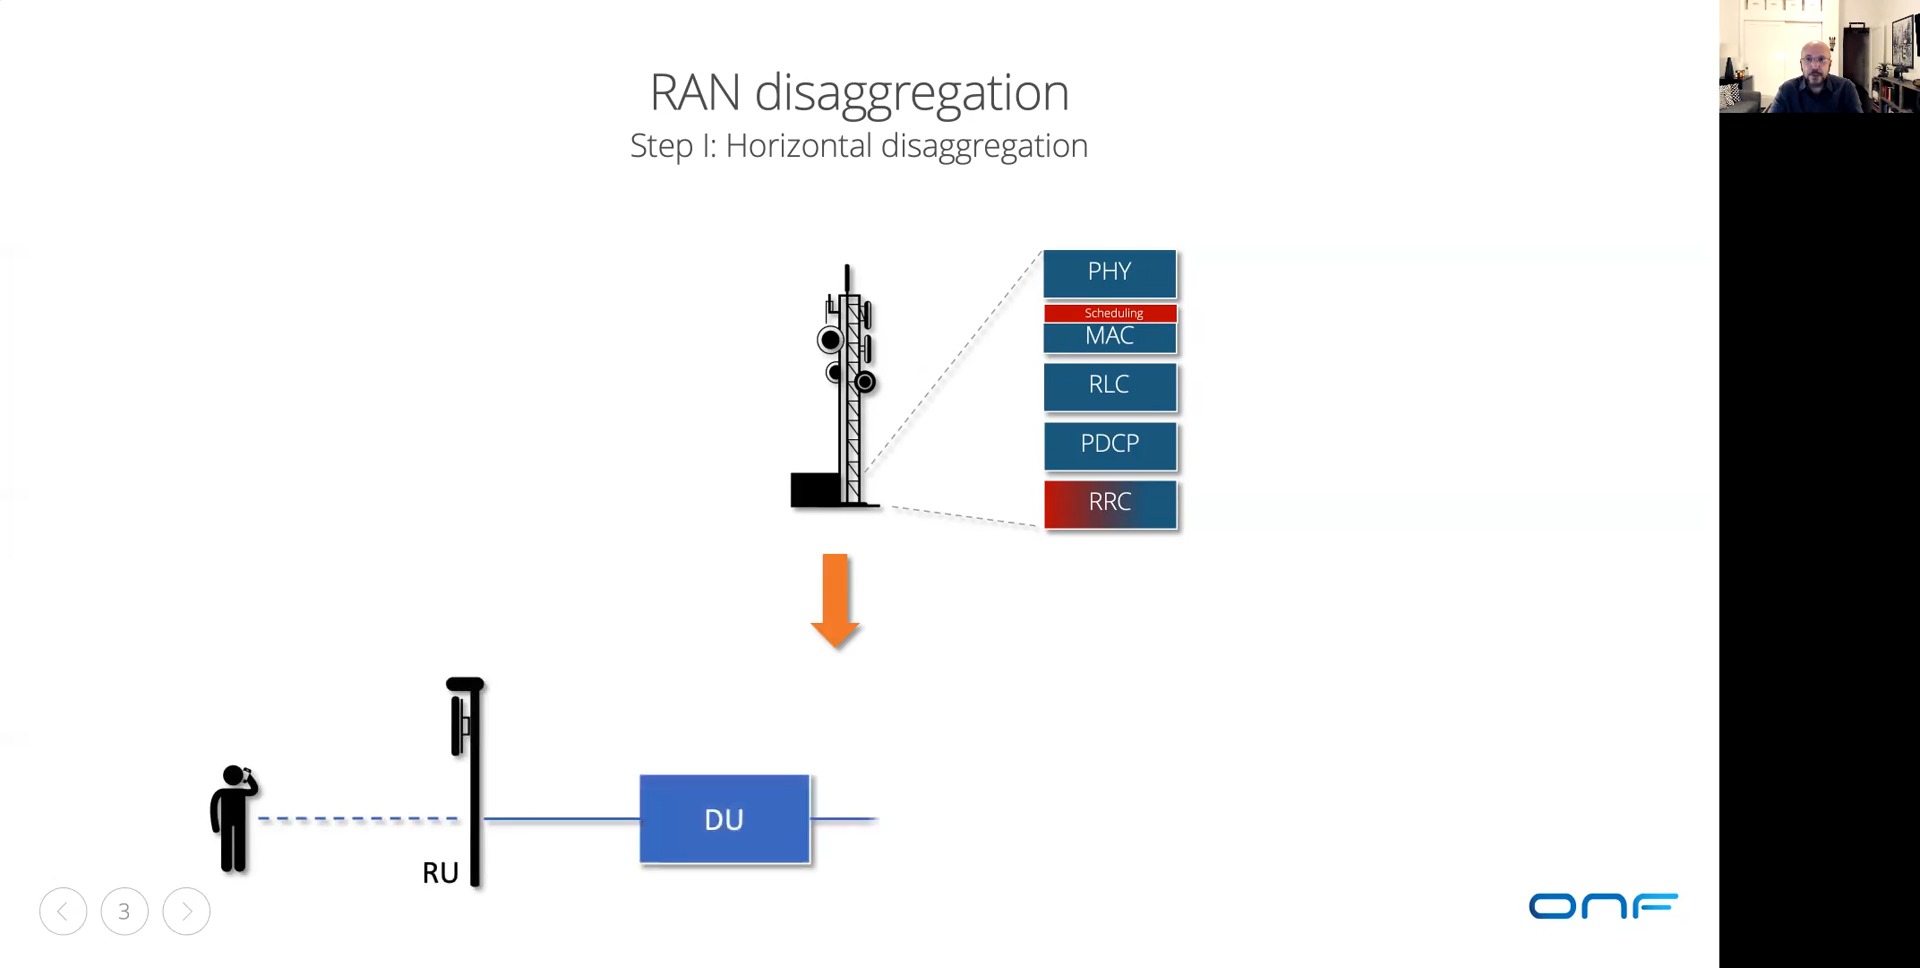 RAN disaggregation
Step I: Horizontal disaggregation
PHY
Scheduling
MAC
RLC
PDCP
RRC
DU
RU
3
ONF